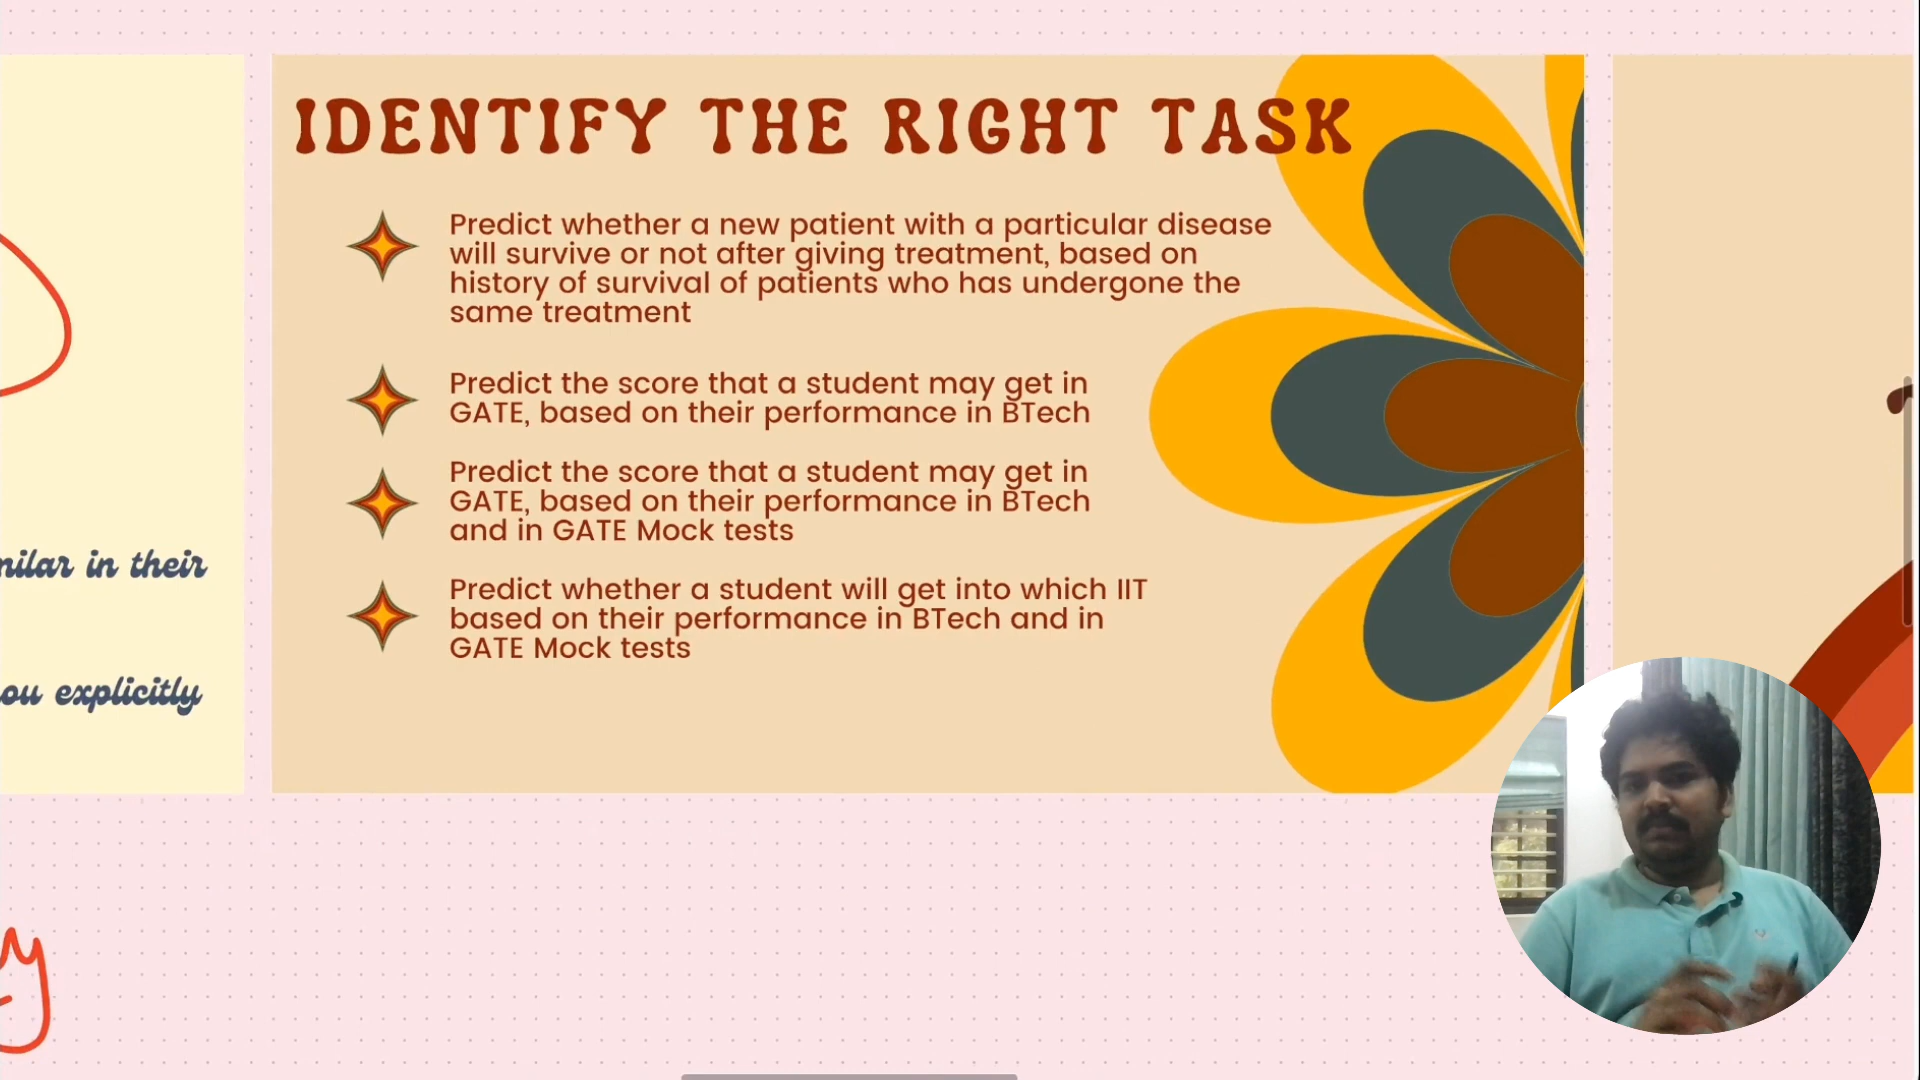 IDENTIFY THE RIGHT TASK
Predict whether a new patient with a particular disease
will survive or not after giving treatment, based on
history of survival of patients who has undergone the
same treatment
Predict the score that a student may get in
GATE, based on their performance in BTech
Predict the score that a student may get in
GATE, based on their performance in BTech
and in GATE Mock tests
Predict whether a student will get into which IIT
based on their performance in BTech and in
GATE Mock tests
in their
explicitly